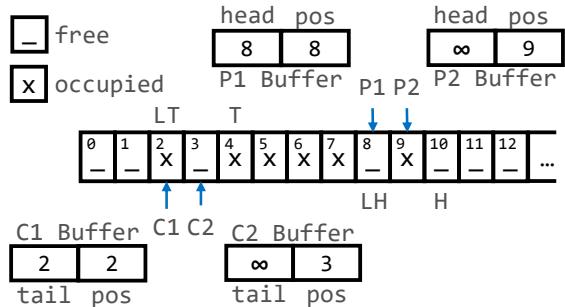 _ free
x occupied
head pos
8 8
P1 Buffer
head pos
∞ 9
P2 Buffer
P1 P2
LT T
0 1 2 3 4 5 6 7 8 9 10 11 12
_ _ x _ x x x x _ x _ _ _ ...
LH H
C1 C2
C1 Buffer
2 2
tail pos
C2 Buffer
∞ 3
tail pos